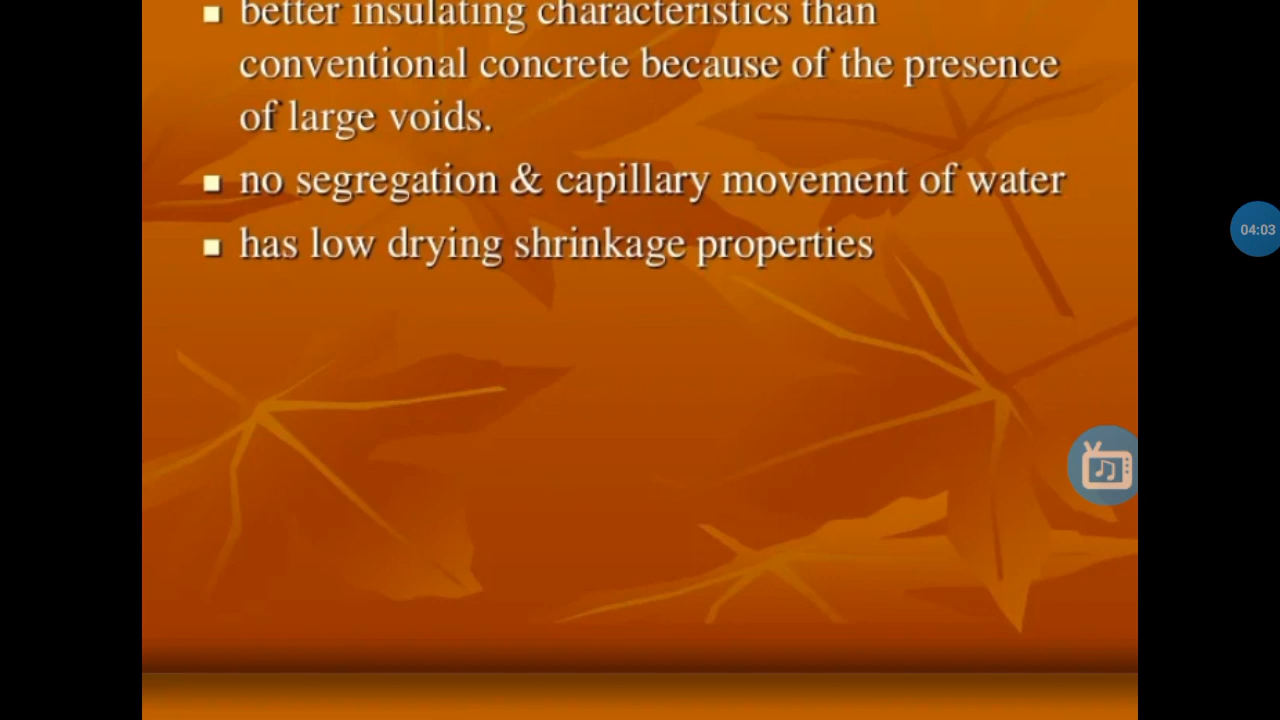 better insulating characteristics than
conventional concrete because of the presence
of large voids.
no segregation & capillary movement of water
has low drying shrinkage properties
04:03